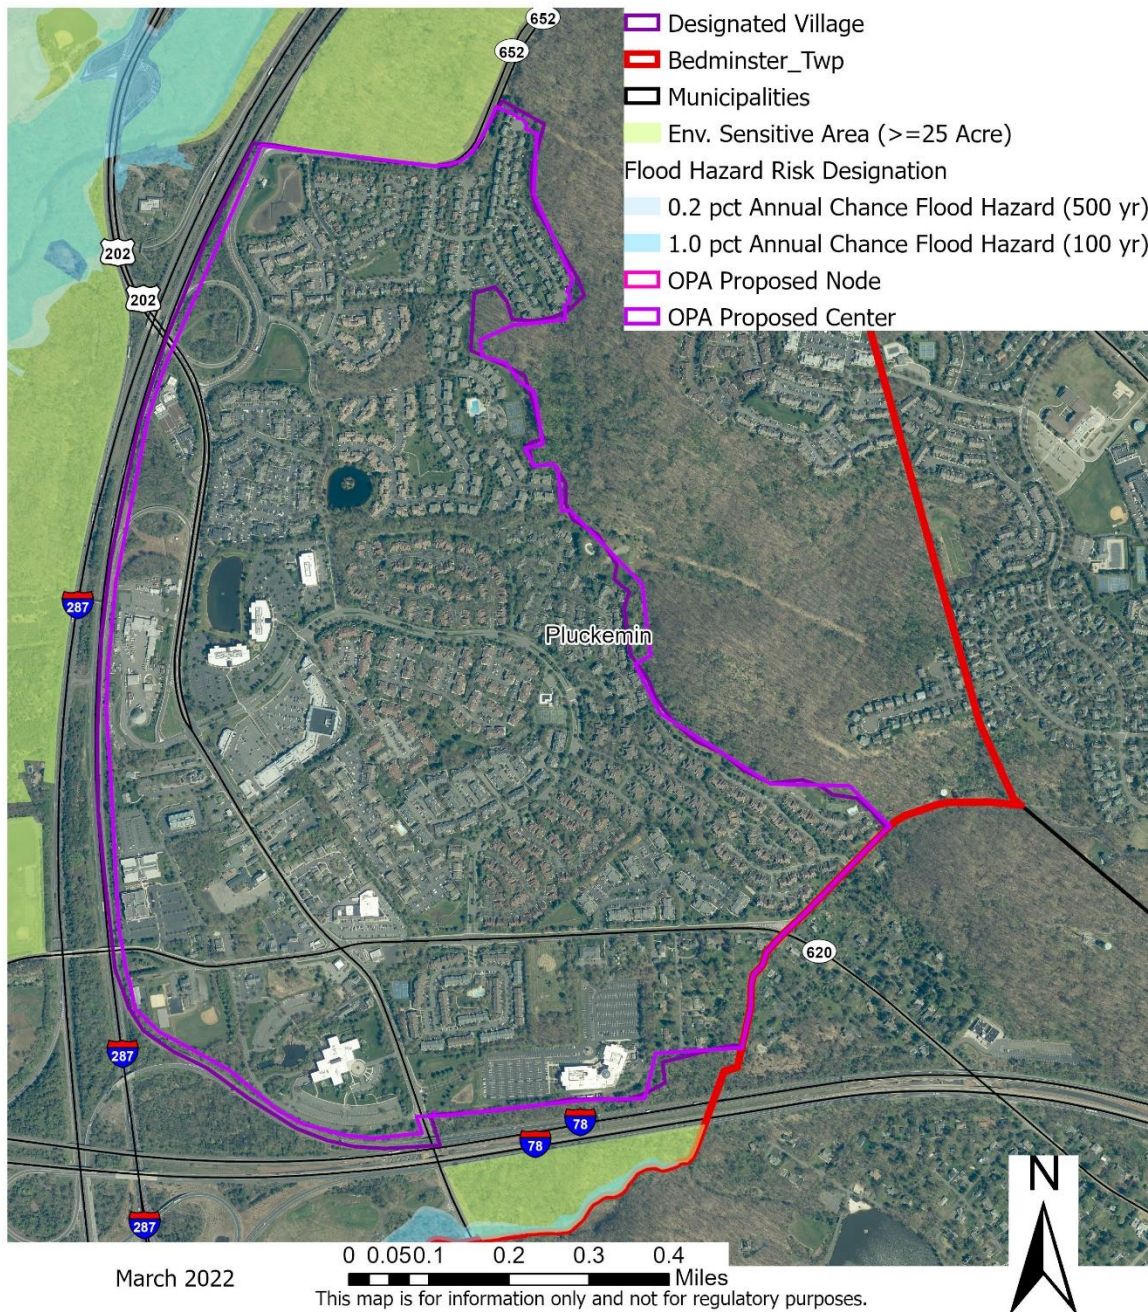 652
652
Designated Village
Bedminster_Twp
Municipalities
Env. Sensitive Area (>=25 Acre)
Flood Hazard Risk Designation
0.2 pct Annual Chance Flood Hazard (500 yr)
1.0 pct Annual Chance Flood Hazard (100 yr)
OPA Proposed Node
OPA Proposed Center
202
202
287
Pluckemin
620
287
78
78
287
N
0 0.050.1 0.2 0.3 0.4
Miles
March 2022
This map is for information only and not for regulatory purposes.